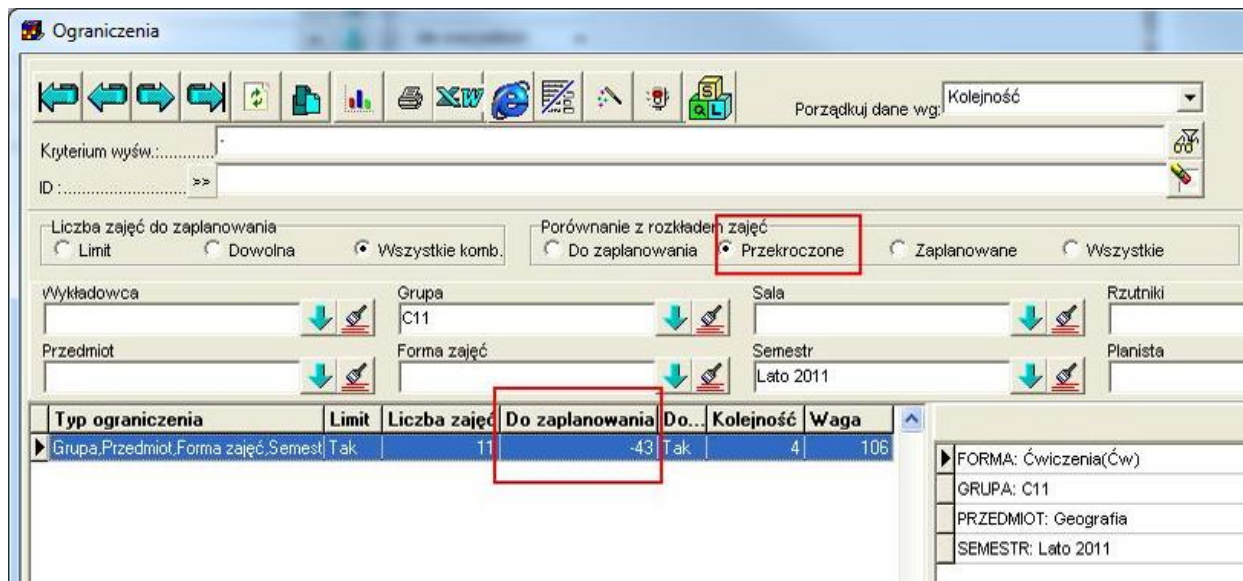 Ograniczenia
Porządkuj dane wg: Kolejność
Kryterium wyśw.:............
ID :.......................... >>
Liczba zajęć do zaplanowania
Limit Dowolna Wszystkie komb.
Porównanie z rozkładem zajęć
Do zaplanowania Przekroczone Zaplanowane Wszystkie
Wykładowca Grupa Sala Rzutniki
C11
Przedmiot Forma zajęć Semestr Planista
Lato 2011
Typ ograniczenia Limit Liczba zajęć Do zaplanowania Do... Kolejność Waga
Grupa,Przedmiot,Forma zajęć,Semest Tak 11 -43 Tak 4 106
FORMA: Ćwiczenia(Ćw)
GRUPA: C11
PRZEDMIOT: Geografia
SEMESTR: Lato 2011